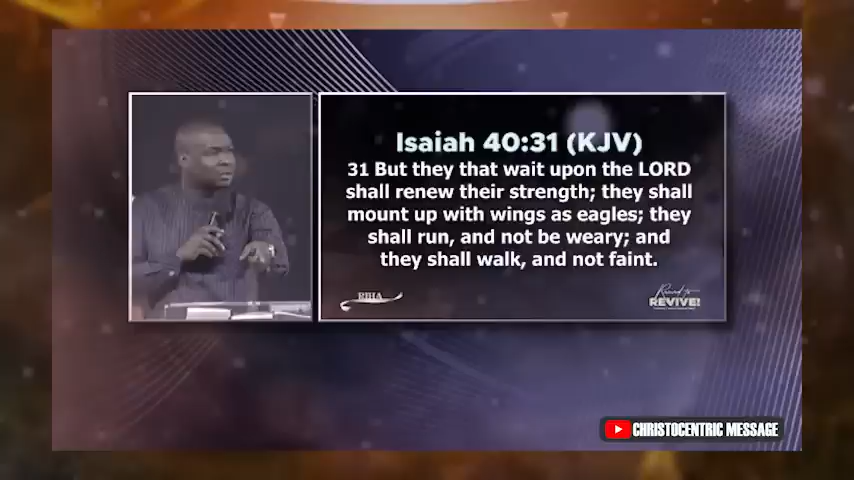 Isaiah 40:31 (KJV)
31 But they that wait upon the LORD
shall renew their strength; they shall
mount up with wings as eagles; they
shall run, and not be weary; and
they shall walk, and not faint.
REVIVE!
CHRISTOCENTRIC MESSAGE